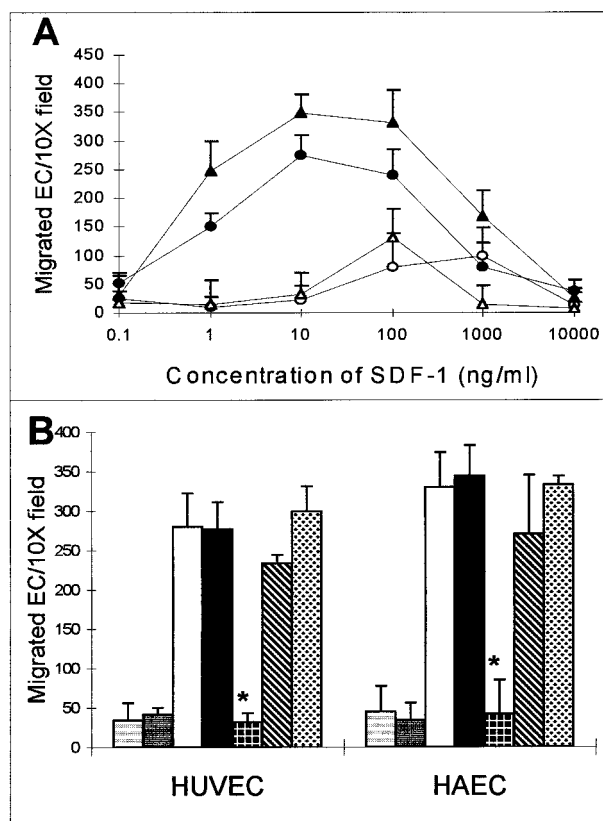 A
Migrated EC/10X field
450
400
350
300
250
200
150
100
50
0
0.1 1 10 100 1000 10000
Concentration of SDF-1 (ng/ml)
B
Migrated EC/10X field
400
350
300
250
200
150
100
50
0
* *
HUVEC HAEC